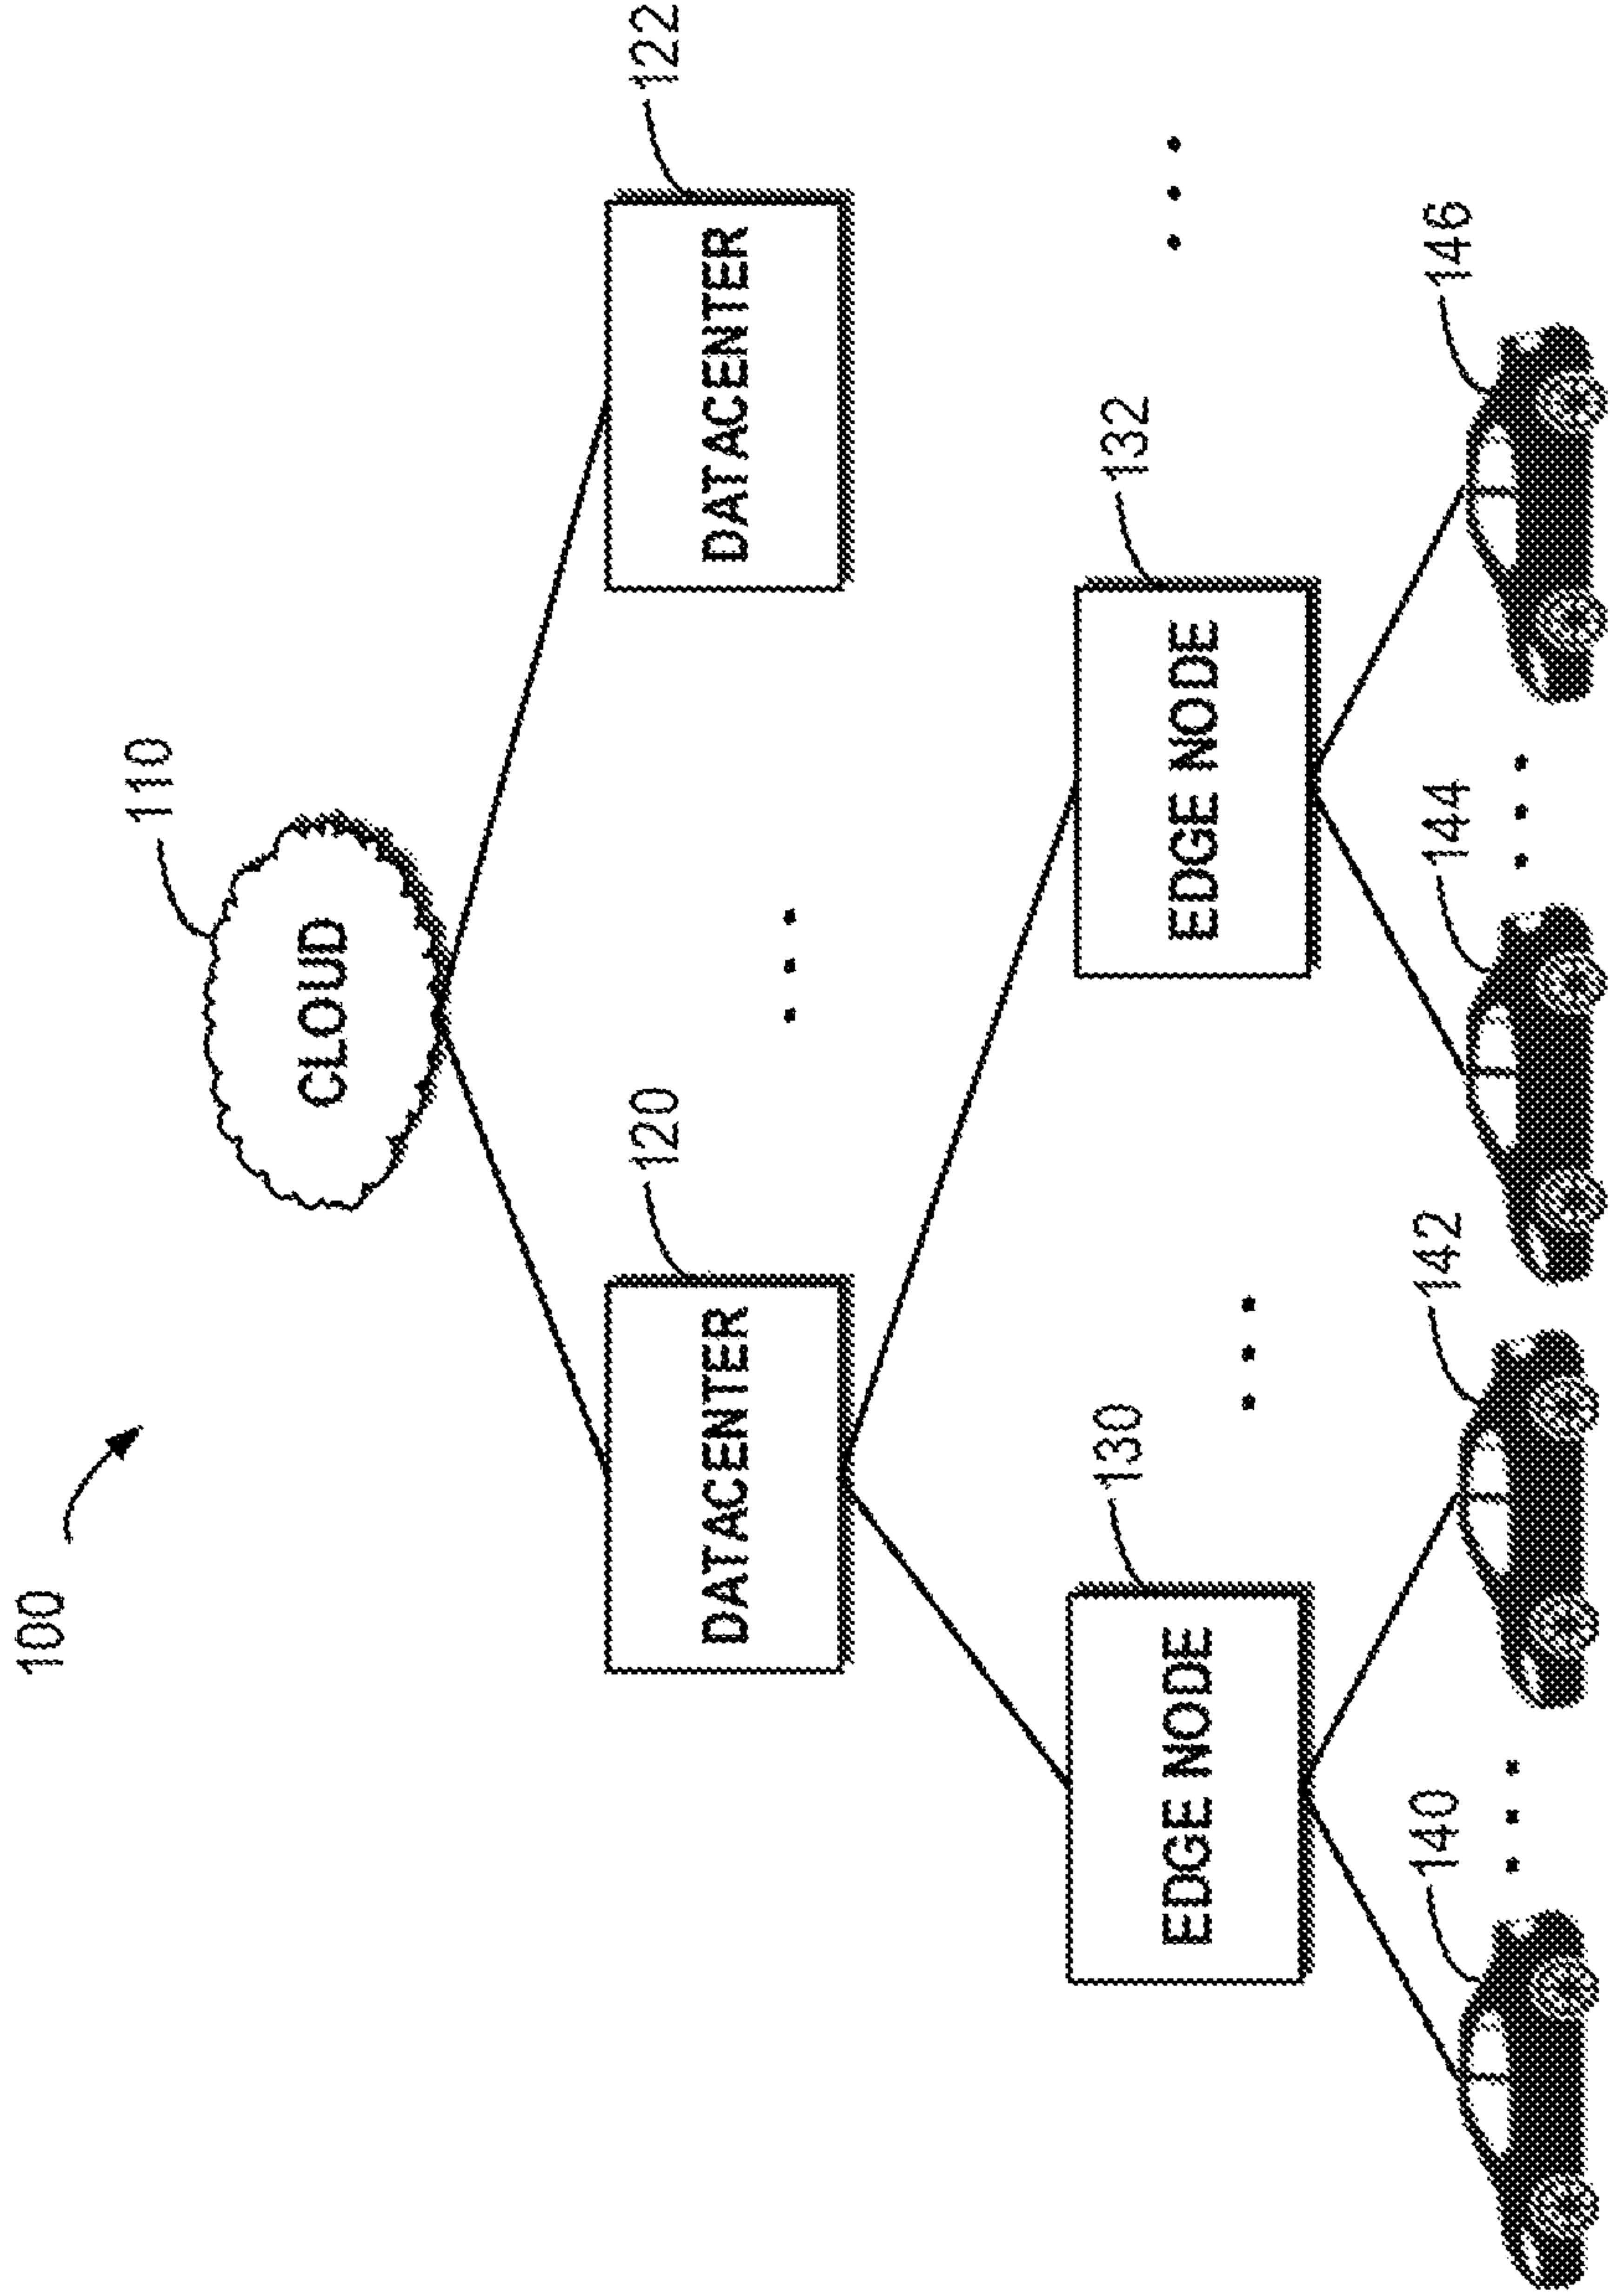 100
110
CLOUD
120
DATACENTER
122
DATACENTER
130
EDGE NODE
132
EDGE NODE
140
142
144
146